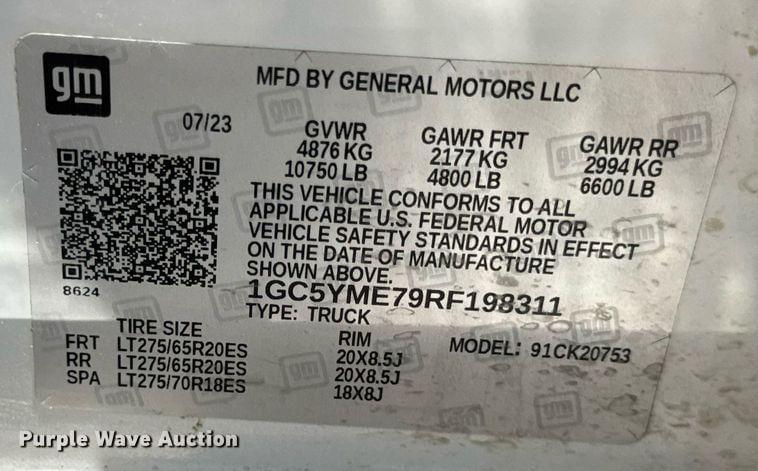 gm
MFD BY GENERAL MOTORS LLC
07/23
GVWR GAWR FRT GAWR RR
4876 KG 2177 KG 2994 KG
10750 LB 4800 LB 6600 LB
THIS VEHICLE CONFORMS TO ALL
APPLICABLE U.S. FEDERAL MOTOR
VEHICLE SAFETY STANDARDS IN EFFECT
ON THE DATE OF MANUFACTURE
SHOWN ABOVE.
8624
1GC5YME79RF198311
TYPE: TRUCK
TIRE SIZE RIM MODEL: 91CK20753
FRT LT275/65R20ES 20X8.5J
RR LT275/65R20ES 20X8.5J
SPA LT275/70R18ES 18X8J
Purple Wave Auction